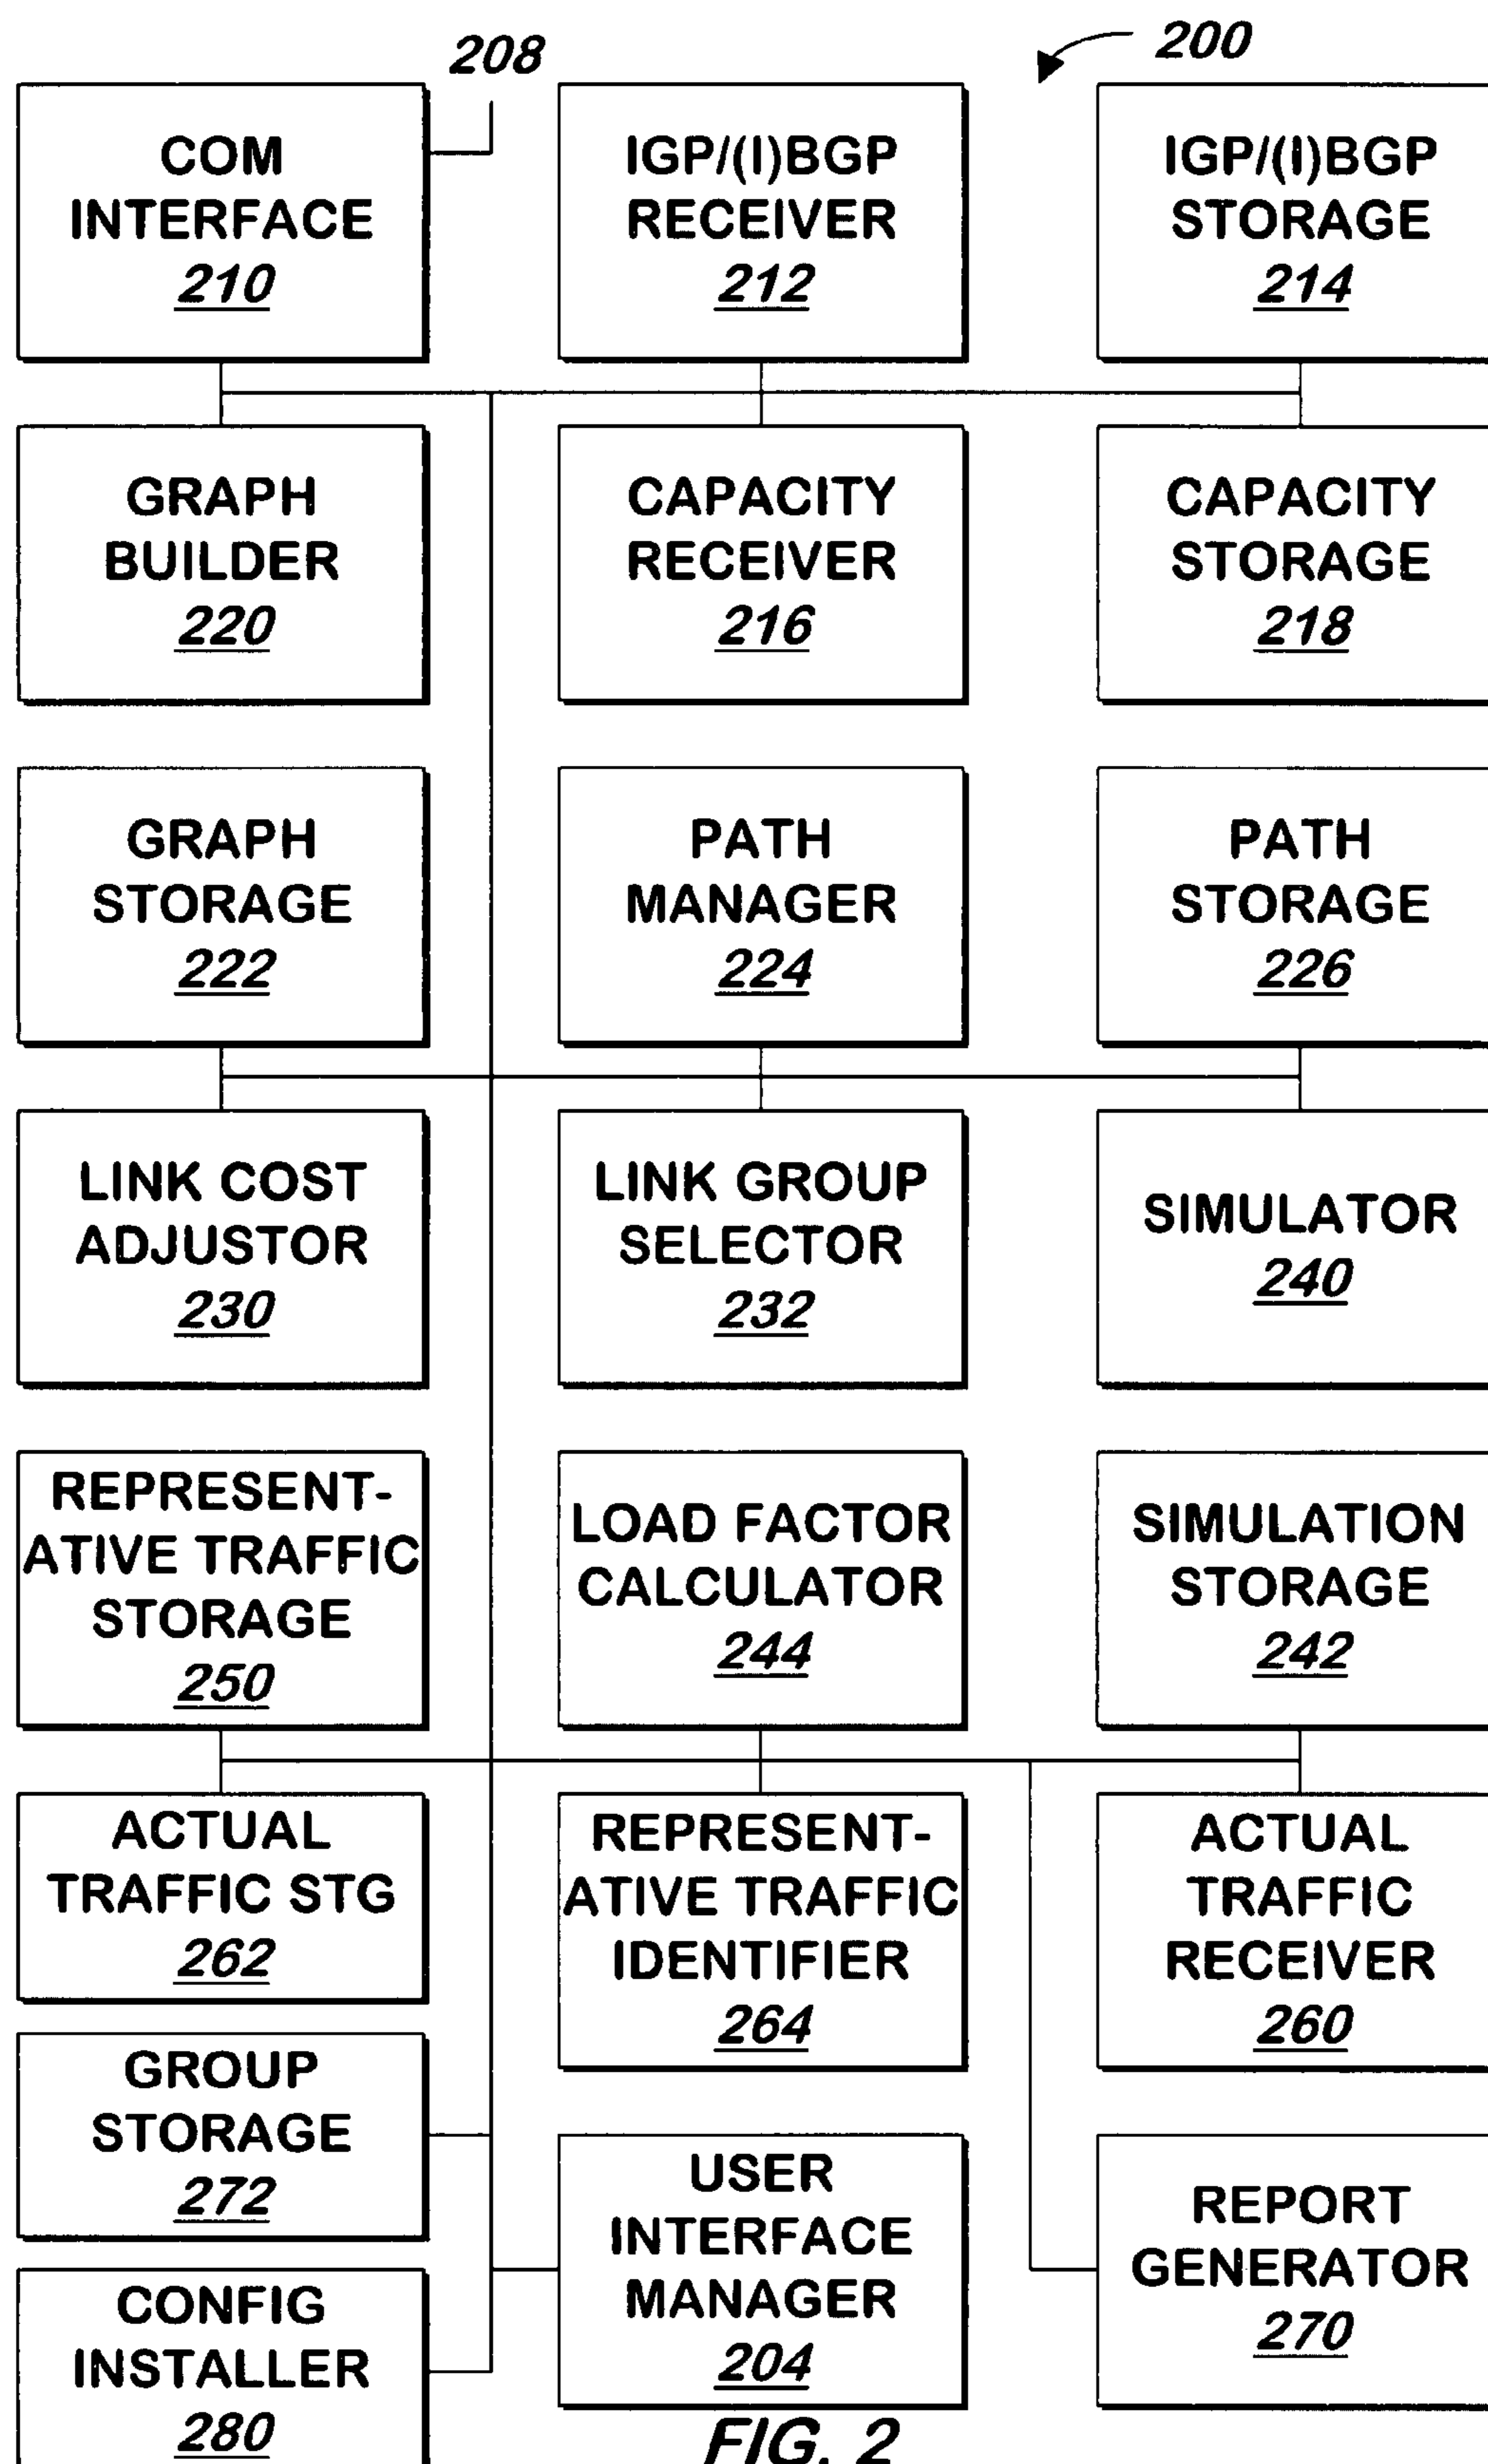 208
200
COM
INTERFACE
210
IGP/(I)BGP
RECEIVER
212
IGP/(I)BGP
STORAGE
214
GRAPH
BUILDER
220
CAPACITY
RECEIVER
216
CAPACITY
STORAGE
218
GRAPH
STORAGE
222
PATH
MANAGER
224
PATH
STORAGE
226
LINK COST
ADJUSTOR
230
LINK GROUP
SELECTOR
232
SIMULATOR
240
REPRESENT-
ATIVE TRAFFIC
STORAGE
250
LOAD FACTOR
CALCULATOR
244
SIMULATION
STORAGE
242
ACTUAL
TRAFFIC STG
262
REPRESENT-
ATIVE TRAFFIC
IDENTIFIER
264
ACTUAL
TRAFFIC
RECEIVER
260
GROUP
STORAGE
272
USER
INTERFACE
MANAGER
204
REPORT
GENERATOR
270
CONFIG
INSTALLER
280
FIG. 2